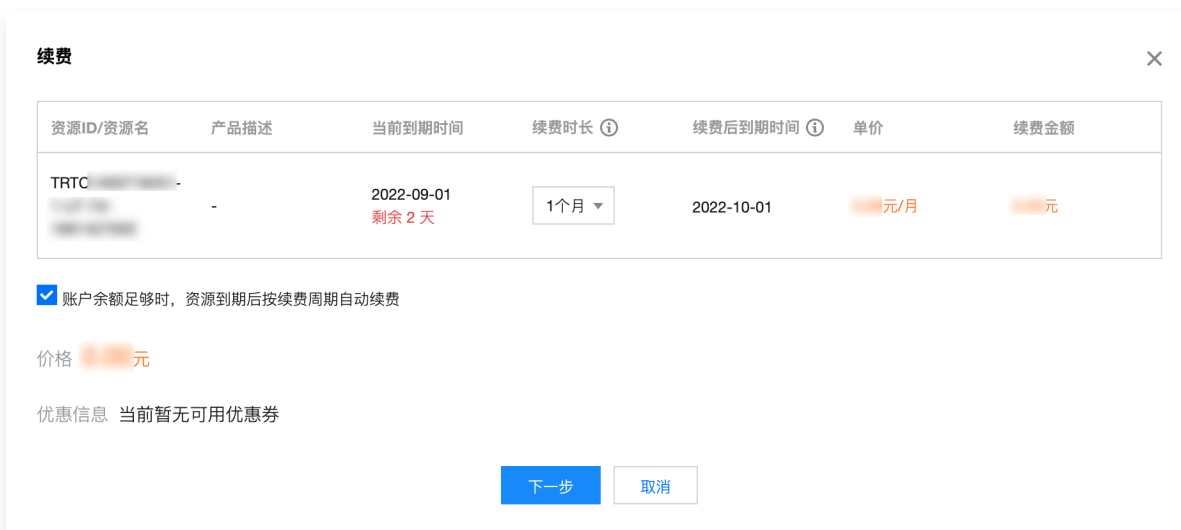 续费
资源ID/资源名 产品描述 当前到期时间 续费时长 续费后到期时间 单价 续费金额
TRTC -
- 2022-09-01 1个月 2022-10-01 元/月 元
剩余 2 天
账户余额足够时，资源到期后按续费周期自动续费
价格 元
优惠信息 当前暂无可用优惠券
下一步 取消